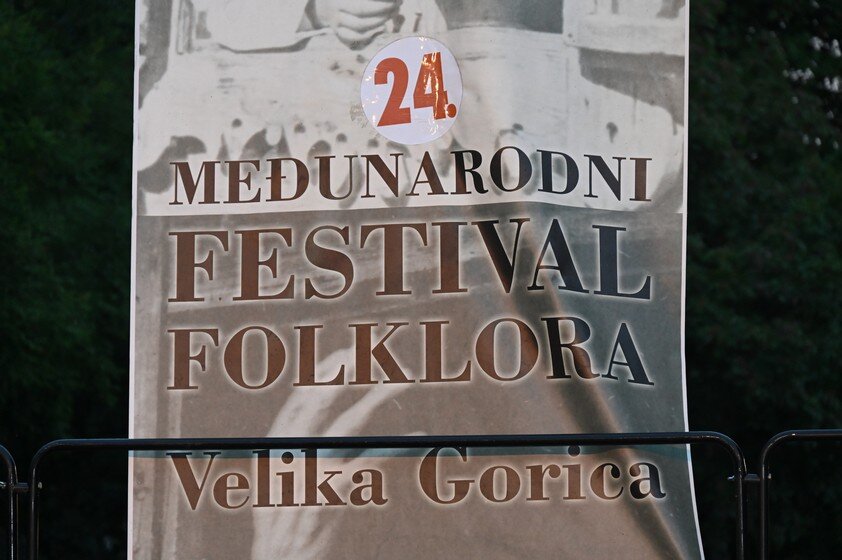 24.
MEĐUNARODNI
FESTIVAL
FOLKLORA
Velika Gorica